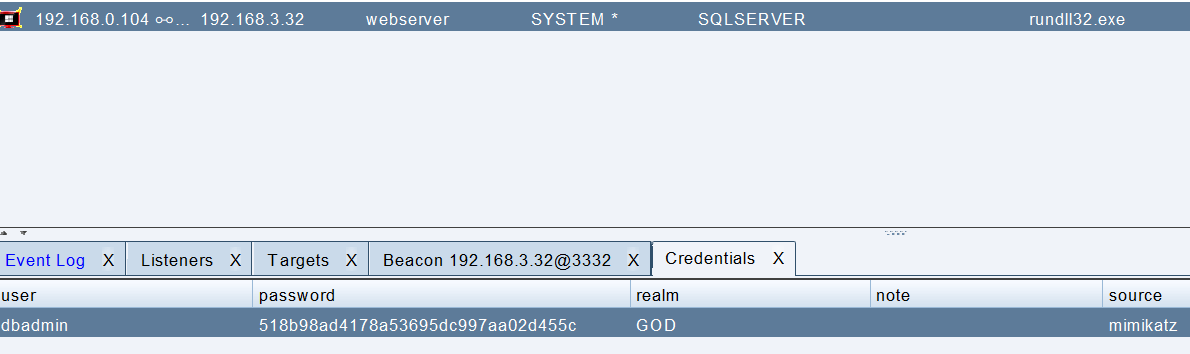 192.168.0.104 ... 192.168.3.32 webserver SYSTEM * SQLSERVER rundll32.exe
Event Log X Listeners X Targets X Beacon 192.168.3.32@3332 X Credentials X
user password realm note source
dbadmin 518b98ad4178a53695dc997aa02d455c GOD mimikatz